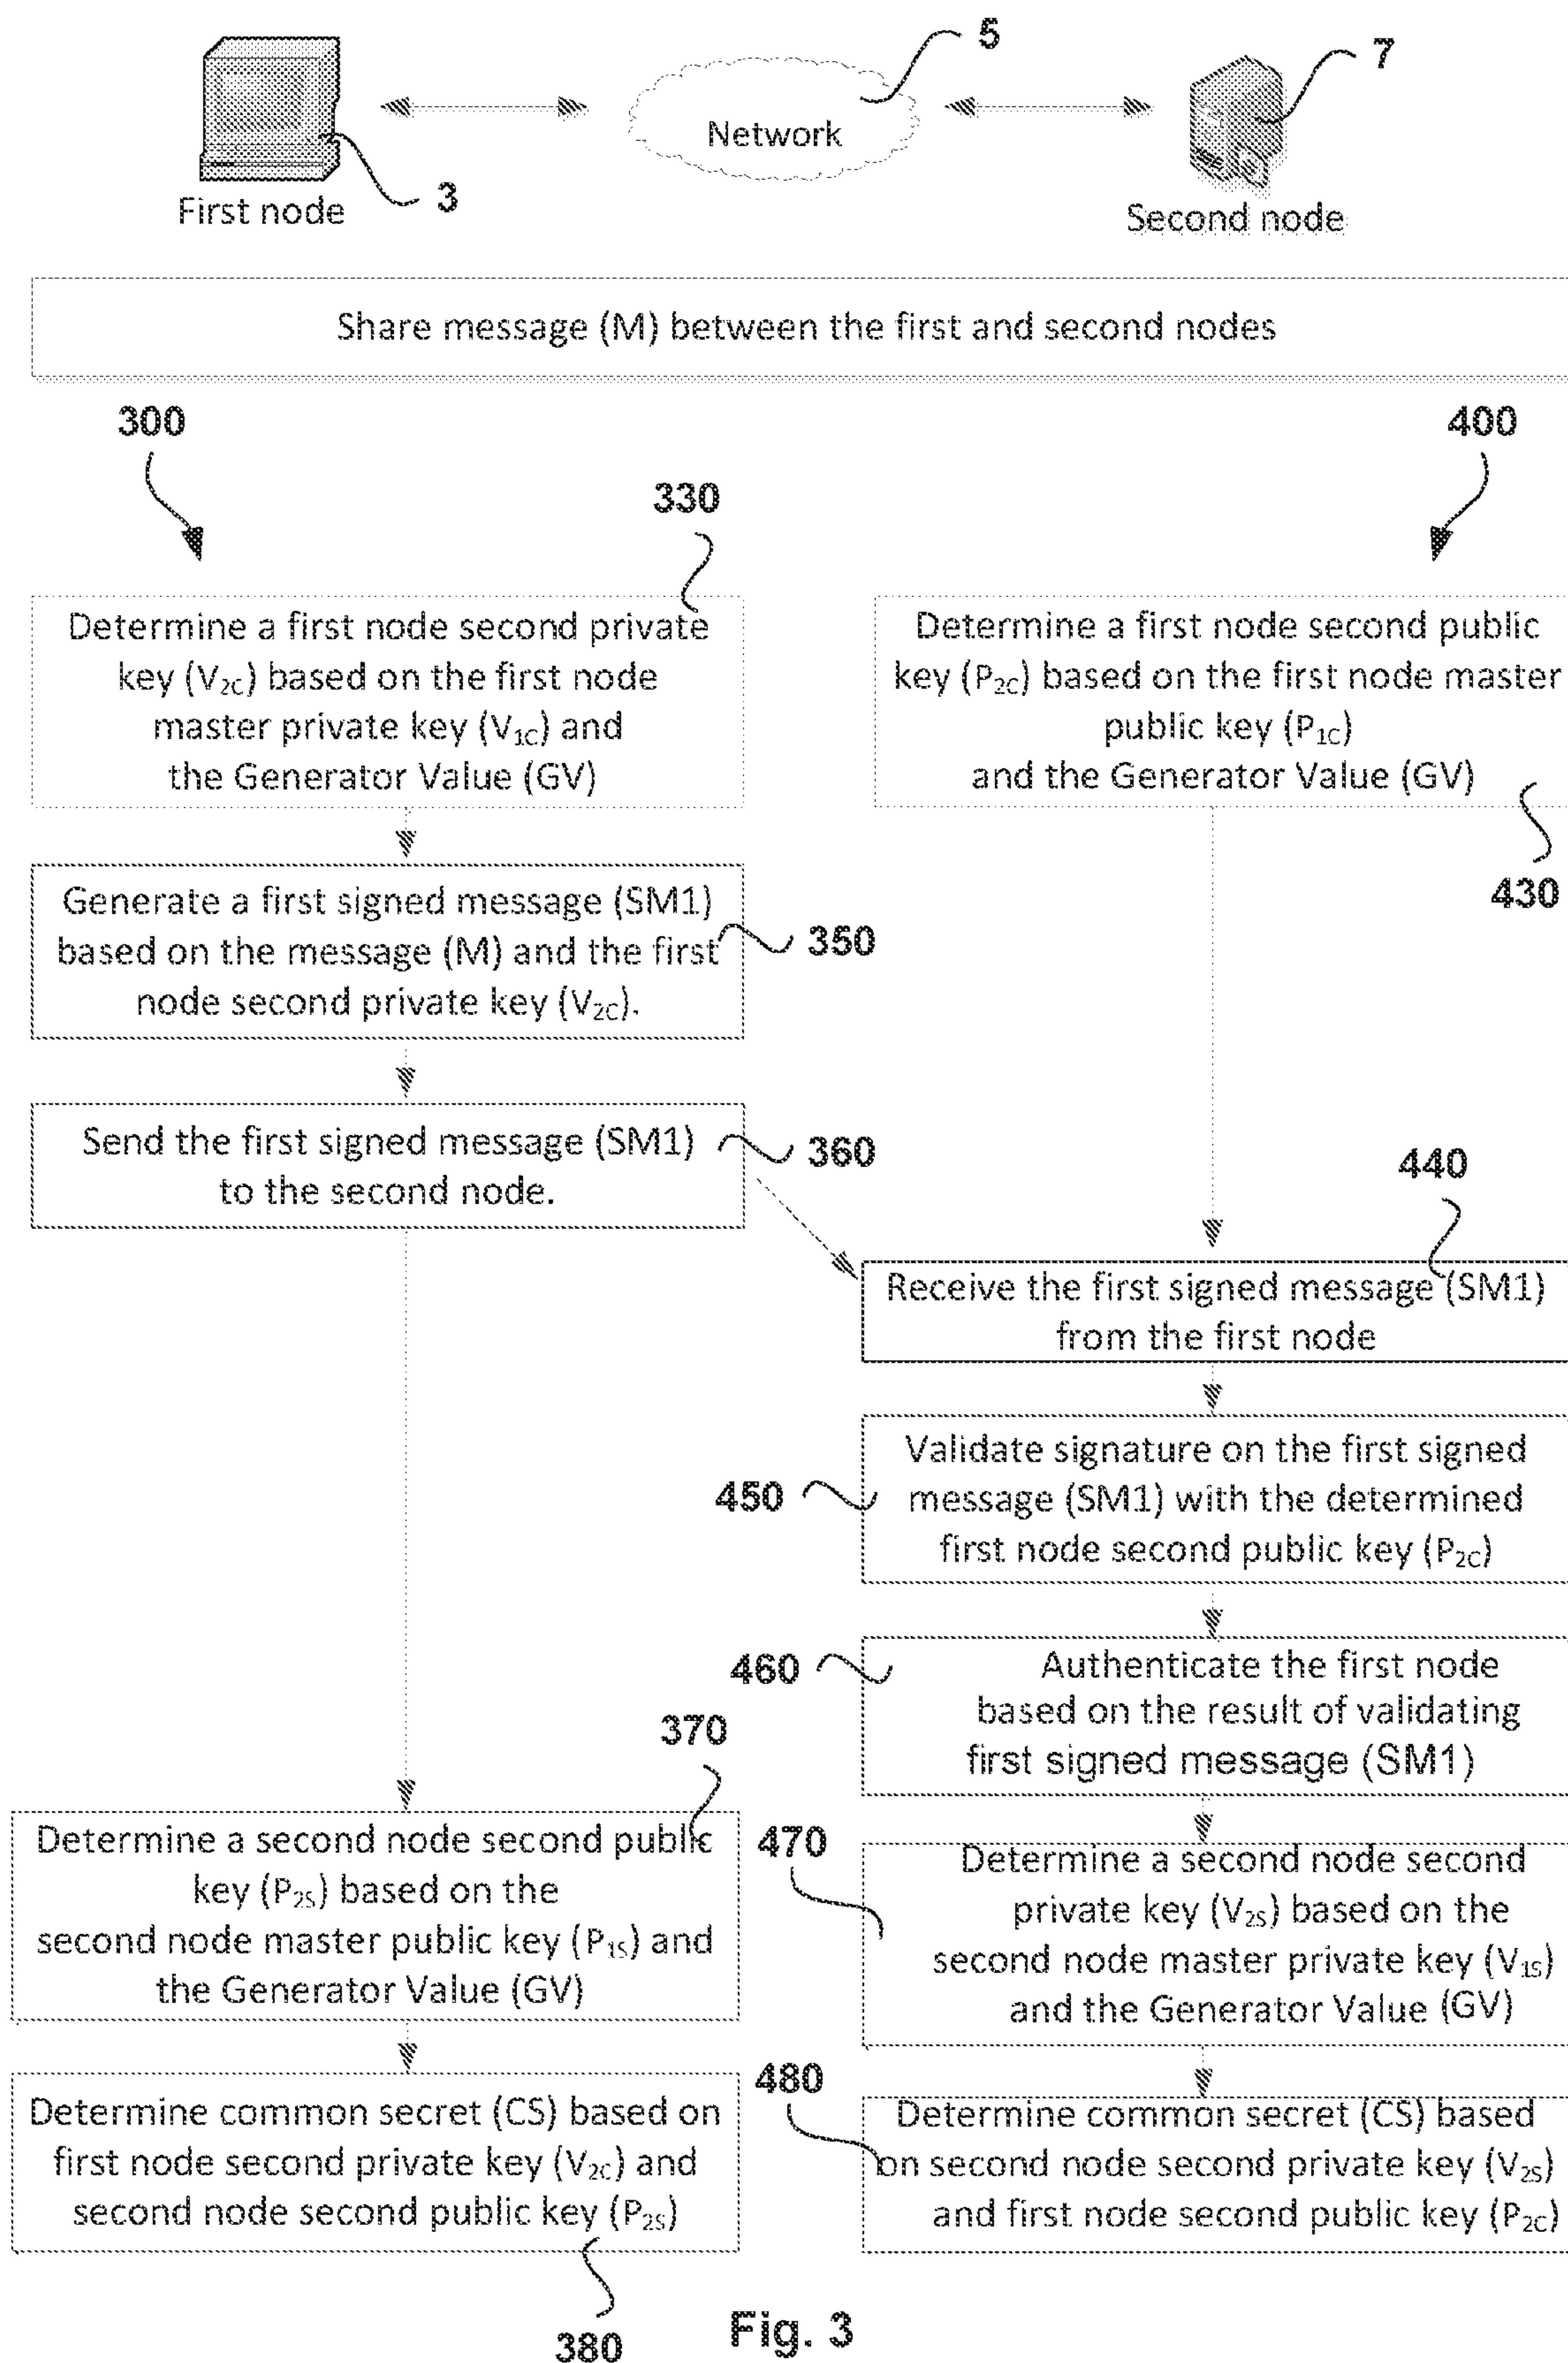 5
7
Network
3
First node
Second node
Share message (M) between the first and second nodes
300
400
330
Determine a first node second private
key (V2C) based on the first node
master private key (V1C) and
the Generator Value (GV)
Determine a first node second public
key (P2C) based on the first node master
public key (P1C)
and the Generator Value (GV)
430
Generate a first signed message (SM1)
based on the message (M) and the first
node second private key (V2C).
350
Send the first signed message (SM1)
to the second node.
360
440
Receive the first signed message (SM1)
from the first node
450
Validate signature on the first signed
message (SM1) with the determined
first node second public key (P2C)
460
Authenticate the first node
based on the result of validating
first signed message (SM1)
370
Determine a second node second public
key (P2S) based on the
second node master public key (P1S) and
the Generator Value (GV)
470
Determine a second node second
private key (V2S) based on the
second node master private key (V1S)
and the Generator Value (GV)
Determine common secret (CS) based on
first node second private key (V2C) and
second node second public key (P2S)
380
480
Determine common secret (CS) based
on second node second private key (V2S)
and first node second public key (P2C)
Fig. 3